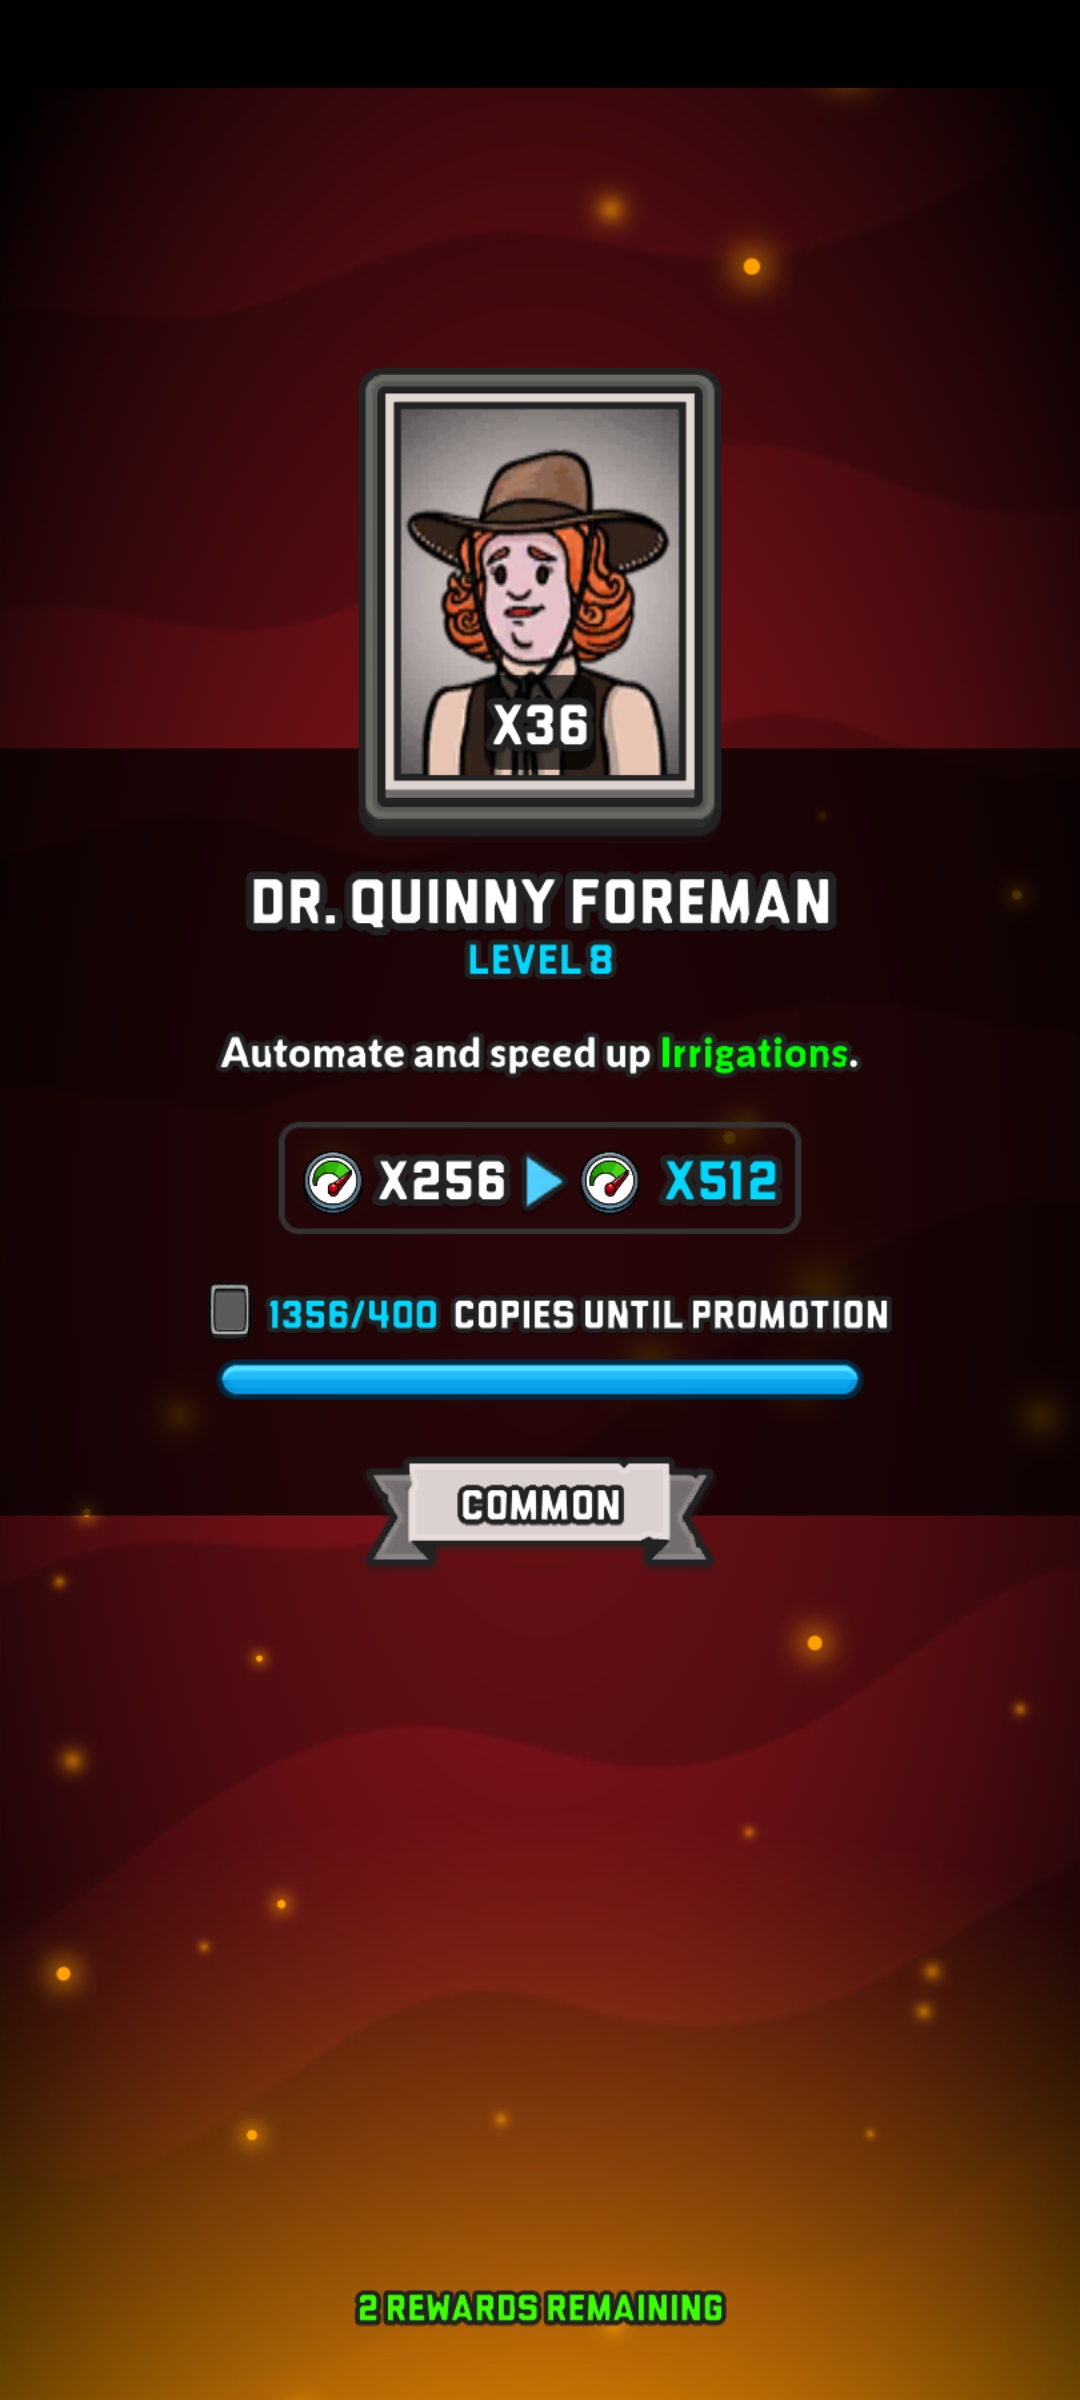 X36
DR. QUINNY FOREMAN
LEVEL 8
Automate and speed up Irrigations.
X256 X512
1356/400 COPIES UNTIL PROMOTION
COMMON
2 REWARDS REMAINING